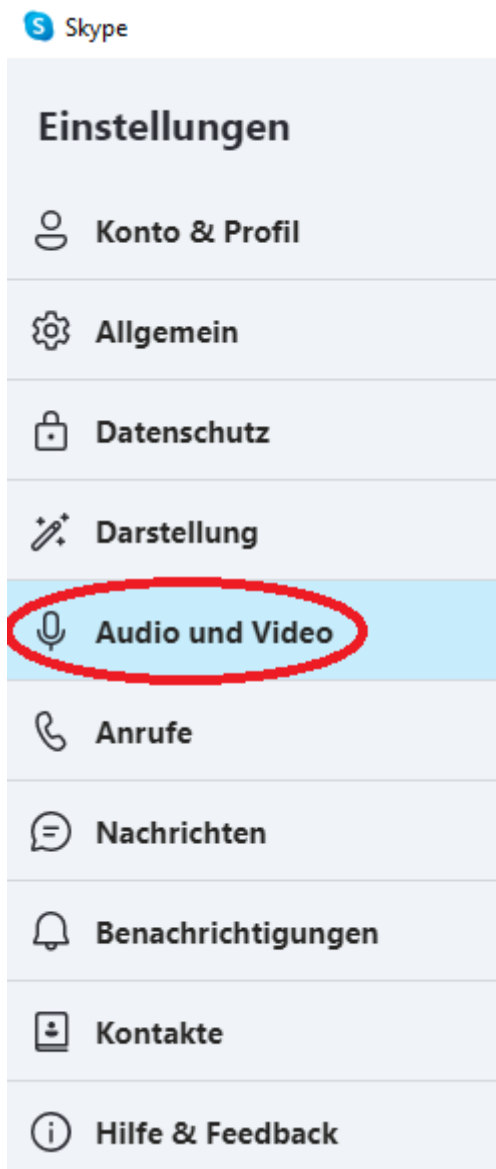 Skype
Einstellungen
Konto & Profil
Allgemein
Datenschutz
Darstellung
Audio und Video
Anrufe
Nachrichten
Benachrichtigungen
Kontakte
Hilfe & Feedback